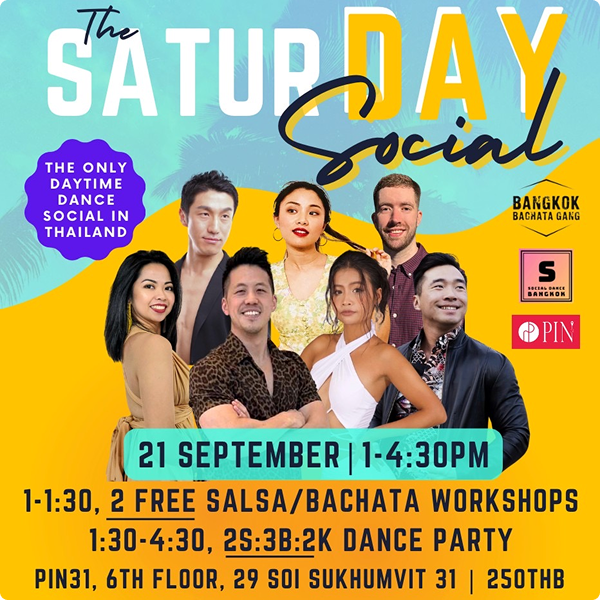 The
SATURDAY
Social
THE ONLY
DAYTIME
DANCE
SOCIAL IN
THAILAND
BANGKOK
BACHATA GANG
S
SOCIAL DANCE
BANGKOK
PIN
21 SEPTEMBER | 1-4:30PM
1-1:30, 2 FREE SALSA/BACHATA WORKSHOPS
1:30-4:30, 2S:3B:2K DANCE PARTY
PIN31, 6TH FLOOR, 29 SOI SUKHUMVIT 31 | 250THB